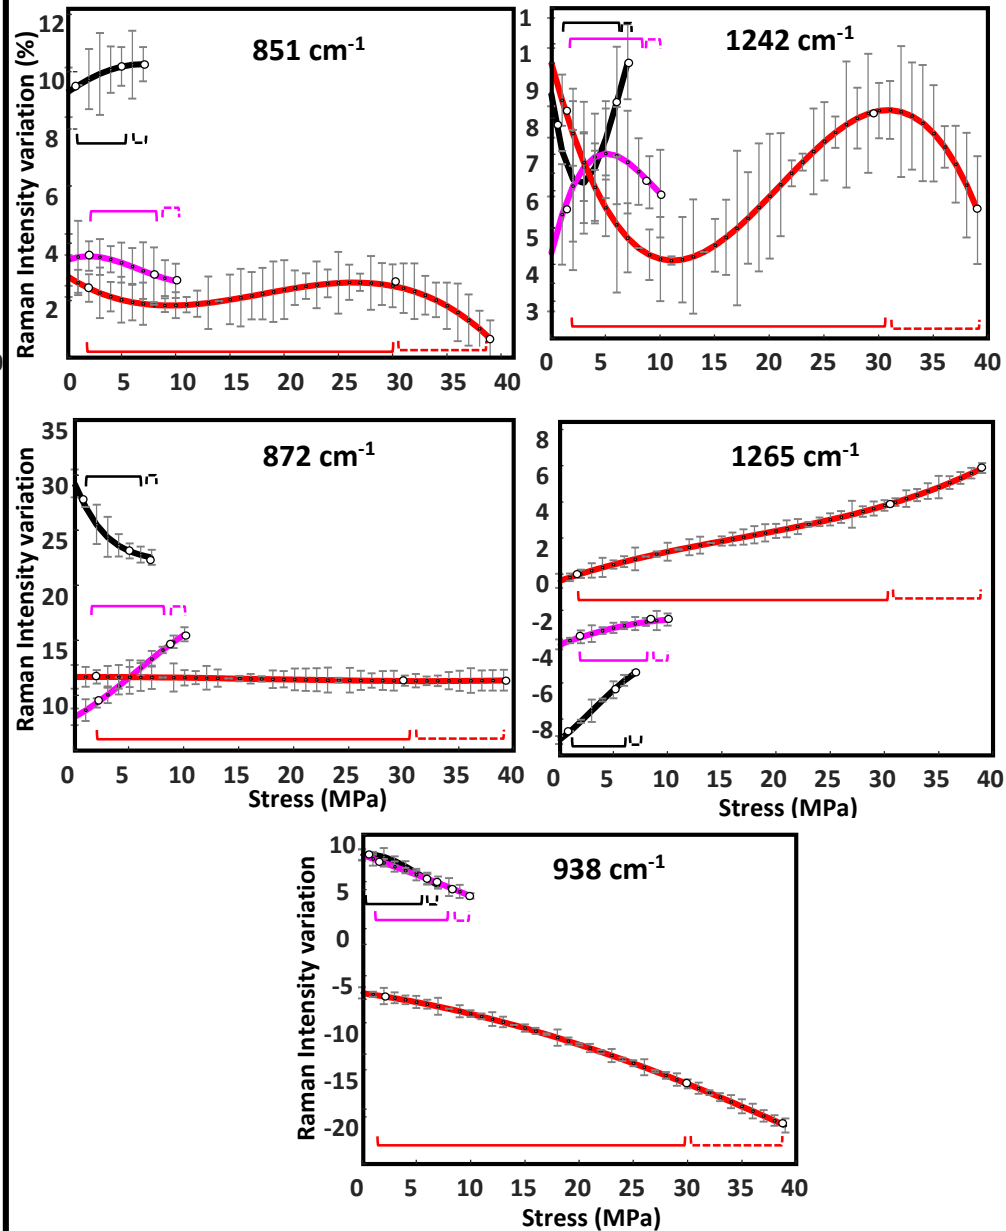 851 cm-1
Raman Intensity variation (%)
12
10
8
6
4
2
0 5 10 15 20 25 30 35 40
1242 cm-1
1
1
9
8
7
6
5
4
3
0 5 10 15 20 25 30 35 40
872 cm-1
Raman Intensity variation
35
30
25
20
15
10
0 5 10 15 20 25 30 35 40
Stress (MPa)
1265 cm-1
8
6
4
2
0
-2
-4
-6
-8
0 5 10 15 20 25 30 35 40
Stress (MPa)
938 cm-1
Raman Intensity variation
10
5
0
-5
-10
-15
-20
0 5 10 15 20 25 30 35 40
Stress (MPa)